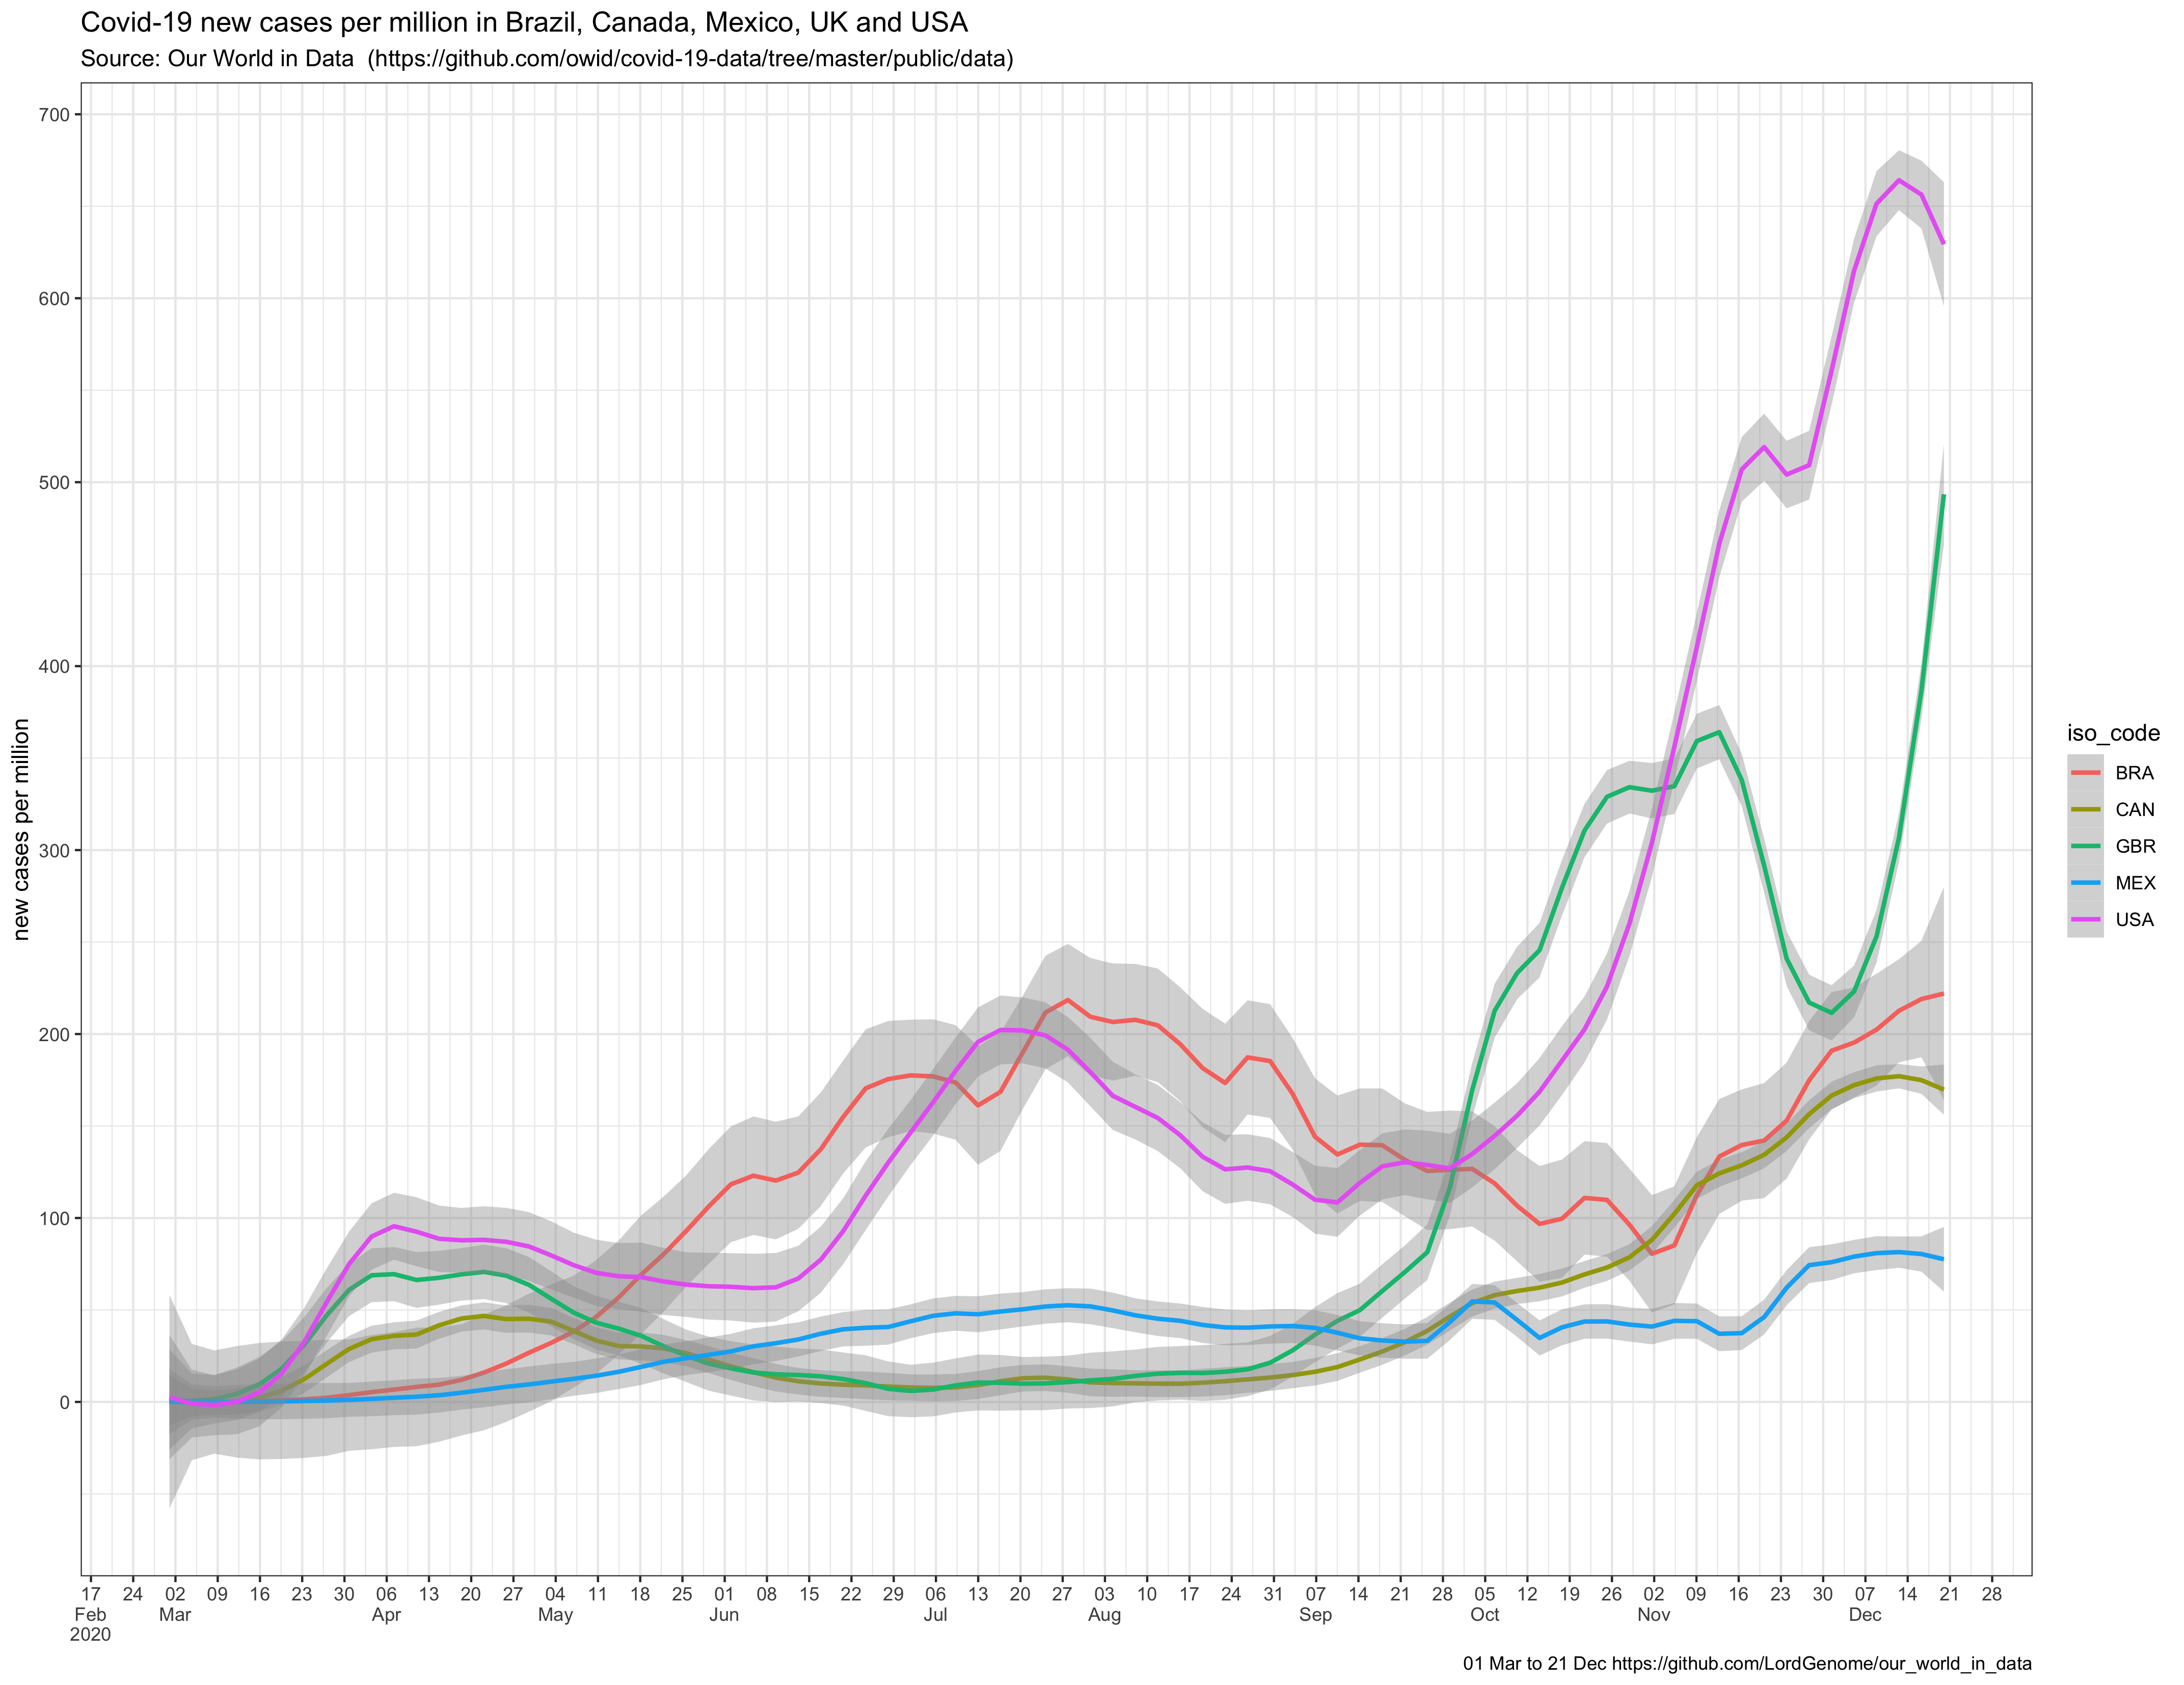 Covid-19 new cases per million in Brazil, Canada, Mexico, UK and USA
Source: Our World in Data  (https://github.com/owid/covid-19-data/tree/master/public/data)
700
600
500
400
300
200
100
0
new cases per million
iso_code
BRA
CAN
GBR
MEX
USA
17 24 02 09 16 23 30 06 13 20 27 04 11 18 25 01 08 15 22 29 06 13 20 27 03 10 17 24 31 07 14 21 28 05 12 19 26 02 09 16 23 30 07 14 21 28
Feb Mar Apr May Jun Jul Aug Sep Oct Nov Dec
2020
01 Mar to 21 Dec https://github.com/LordGenome/our_world_in_data